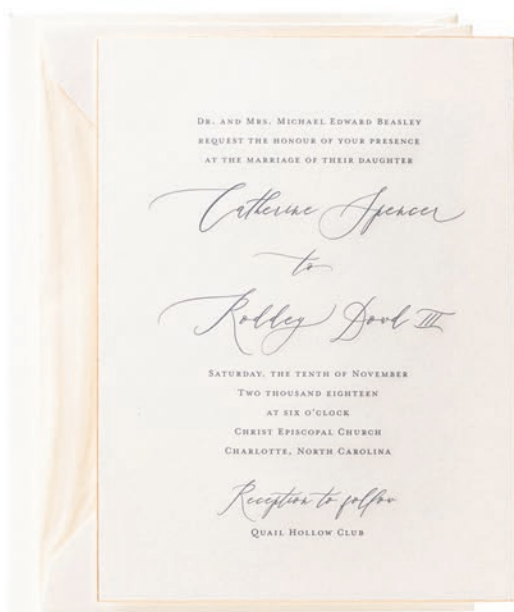 Dr. and Mrs. Michael Edward Beasley
request the honour of your presence
at the marriage of their daughter
Catherine Spencer
to
Roddey Dowd III
Saturday, the tenth of November
Two thousand eighteen
at six o'clock
Christ Episcopal Church
Charlotte, North Carolina
Reception to follow
Quail Hollow Club